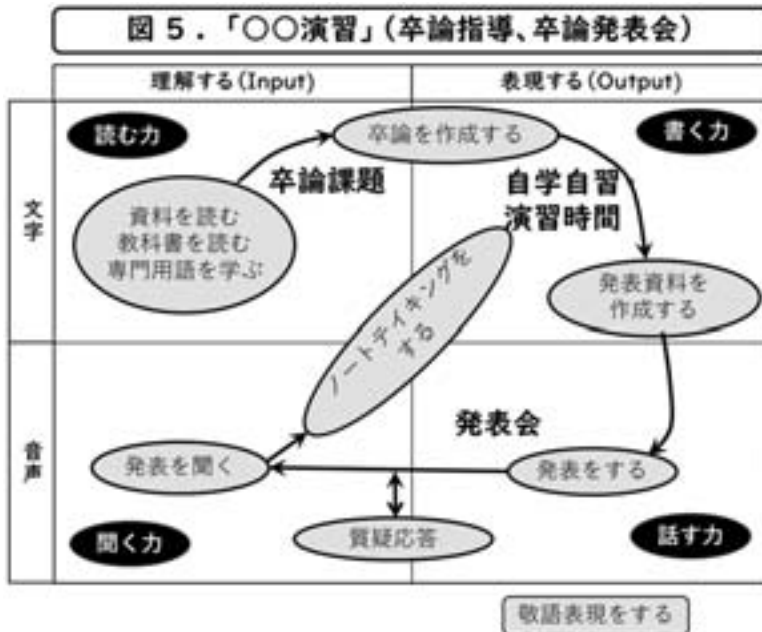 図 5 . 「○○演習」(卒論指導、卒論発表会)
理解する(Input)
表現する(Output)
文字
読む力
卒論を作成する
書く力
卒論課題
自学自習
演習時間
資料を読む
教科書を読む
専門用語を学ぶ
発表資料を
作成する
ノートテイキングを
する
音声
発表会
発表を聞く
発表をする
聞く力
質疑応答
話す力
敬語表現をする